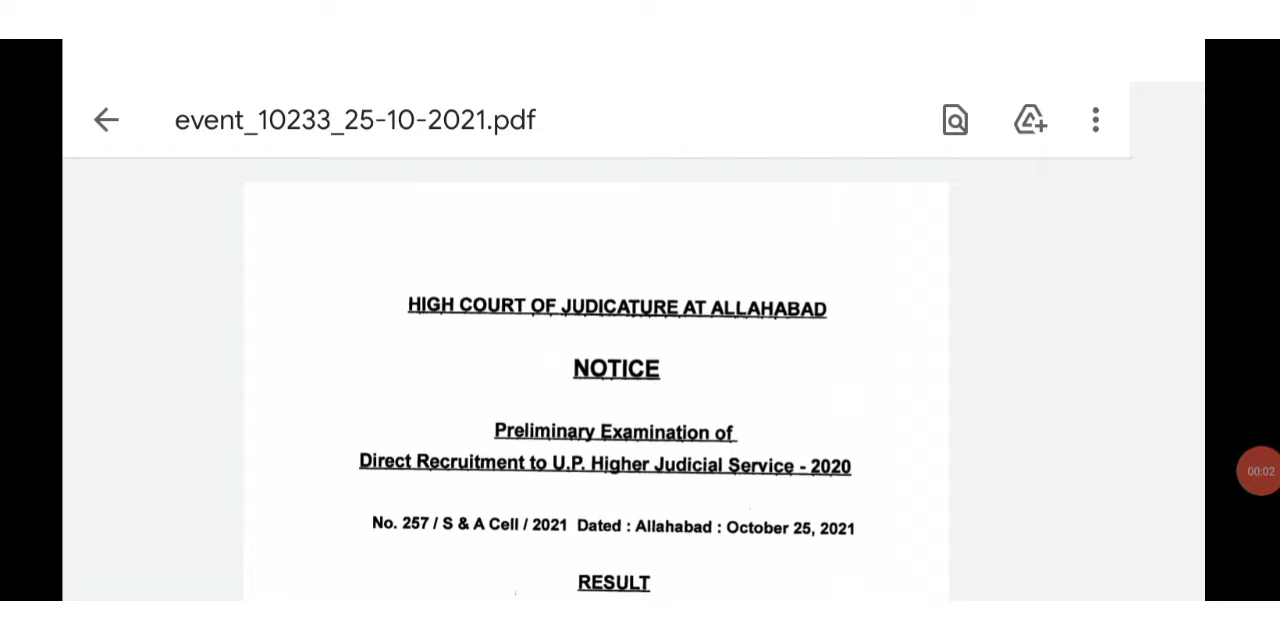 event_10233_25-10-2021.pdf
HIGH COURT OF JUDICATURE AT ALLAHABAD
NOTICE
Preliminary Examination of
Direct Recruitment to U.P. Higher Judicial Service - 2020
No. 257 / S & A Cell / 2021 Dated : Allahabad : October 25, 2021
00:02
RESULT